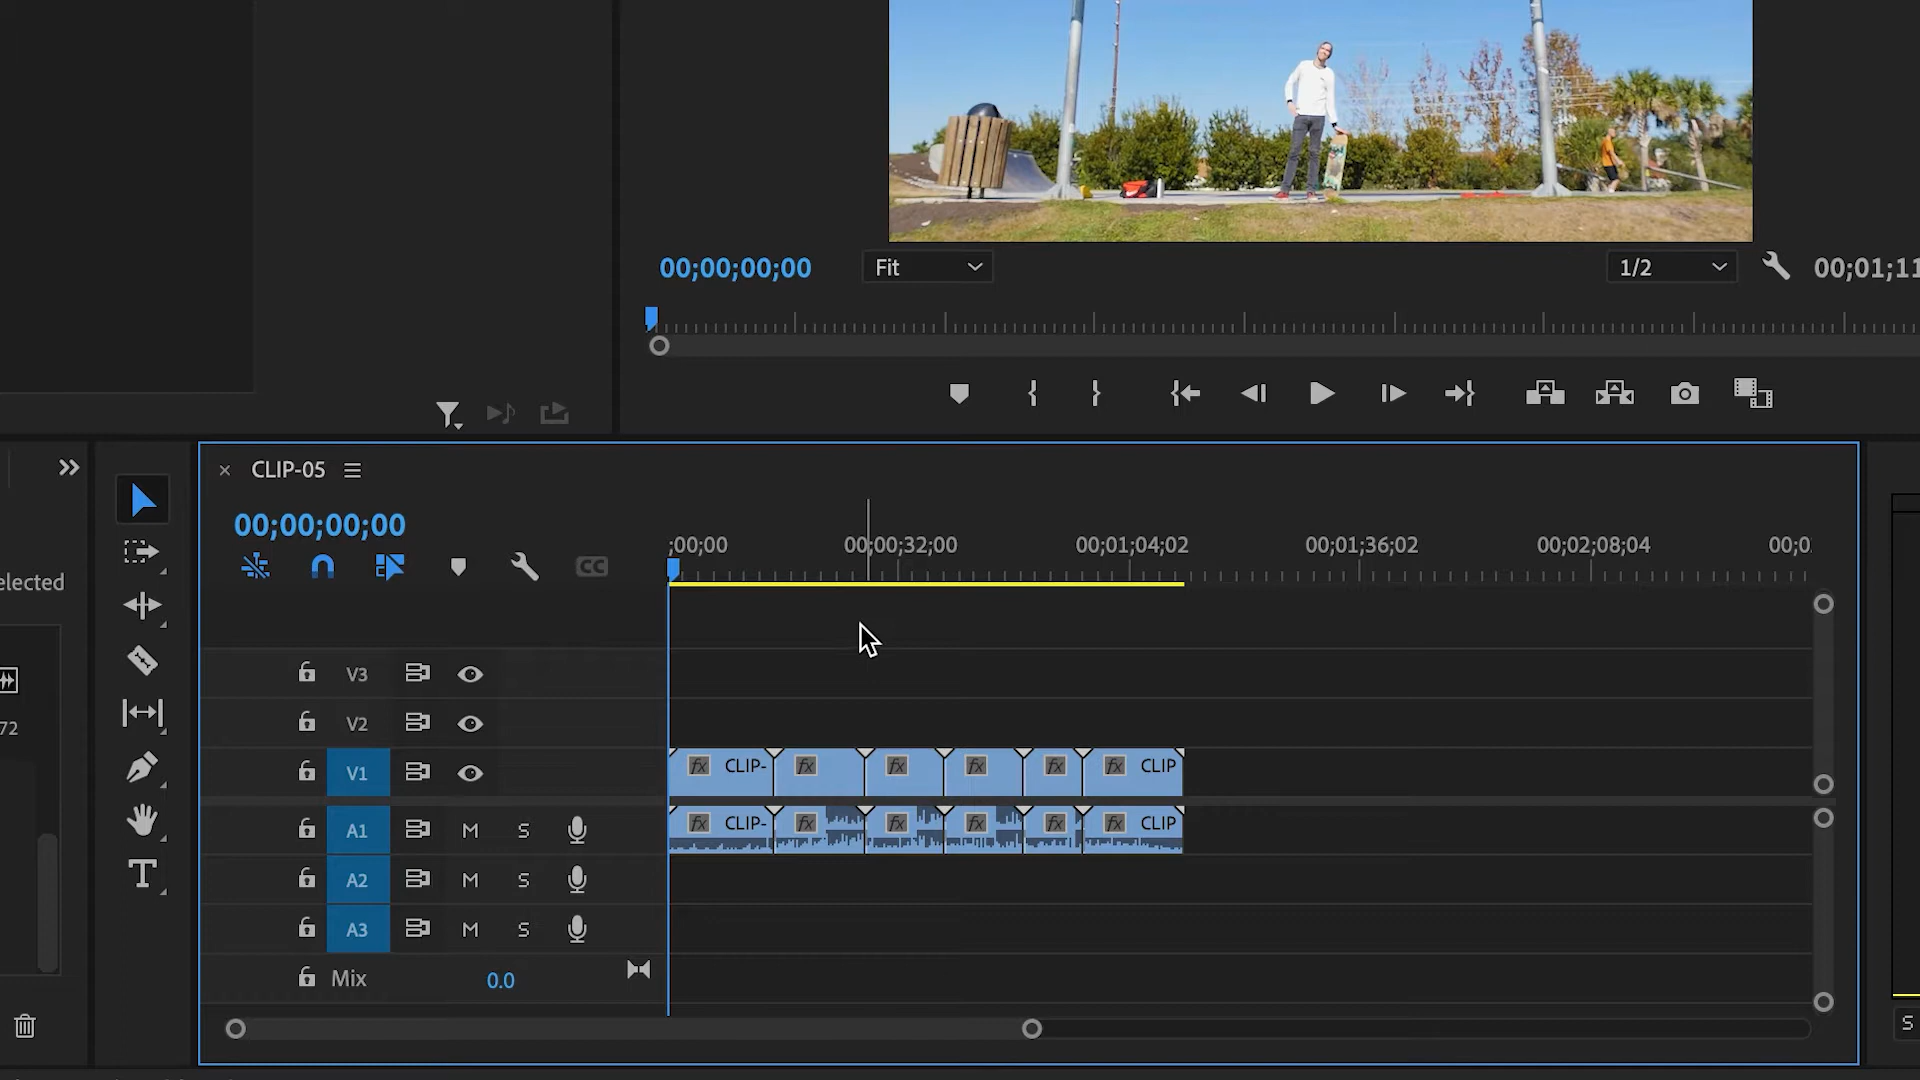 00;00;00;00
Fit
1/2
00;01;11
CLIP-05
00;00;00;00
;00;00
00;00;32;00
00;01;04;02
00;01;36;02
00;02;08;04
00;0
CC
elected
V3
V2
72
V1
fx CLIP-
fx
fx
fx
fx
fx CLIP
A1
M
S
fx CLIP-
fx
fx
fx
fx
fx CLIP
T
A2
M
S
A3
M
S
Mix
0.0
S